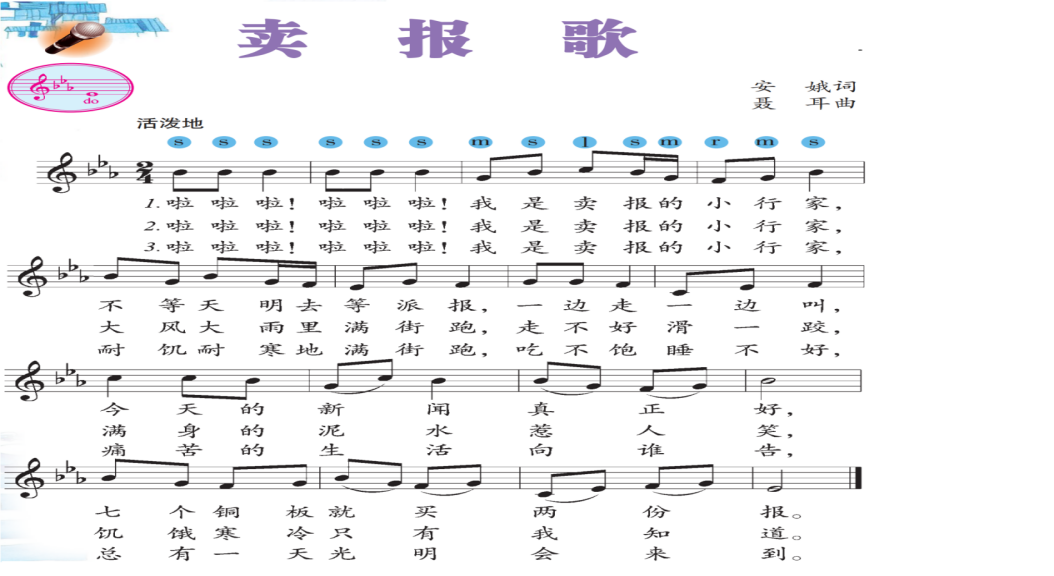 卖报歌
do
安 娥词
聂 耳曲
活泼地
s s s s s s m s l s m r m s
2/4
1. 啦 啦 啦! 啦 啦 啦! 我 是 卖 报 的 小 行 家,
2. 啦 啦 啦! 啦 啦 啦! 我 是 卖 报 的 小 行 家,
3. 啦 啦 啦! 啦 啦 啦! 我 是 卖 报 的 小 行 家,
不 等 天 明 去 等 派 报, 一 边 走 一 边 叫,
大 风 大 雨 里 满 街 跑, 走 不 好 滑 一 跤,
耐 饥 耐 寒 地 满 街 跑, 吃 不 饱 睡 不 好,
今 天 的 新 闻 真 正 好,
满 身 的 泥 水 惹 人 笑,
痛 苦 的 生 活 向 谁 告,
七 个 铜 板 就 买 两 份 报。
饥 饿 寒 冷 只 有 我 知 道。
总 有 一 天 光 明 会 来 到。